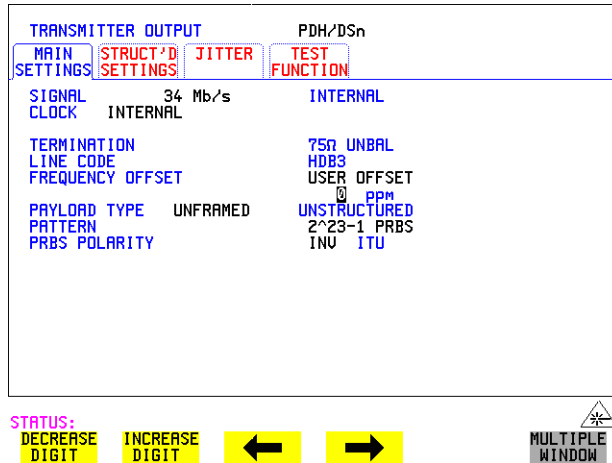 TRANSMITTER OUTPUT PDH/DSn
MAIN SETTINGS STRUCT'D SETTINGS JITTER TEST FUNCTION
SIGNAL 34 Mb/s INTERNAL
CLOCK INTERNAL
TERMINATION 75Ω UNBAL
LINE CODE HDB3
FREQUENCY OFFSET USER OFFSET
0 ppm
PAYLOAD TYPE UNFRAMED UNSTRUCTURED
PATTERN 2^23-1 PRBS
PRBS POLARITY INV ITU
STATUS:
DECREASE DIGIT INCREASE DIGIT MULTIPLE WINDOW